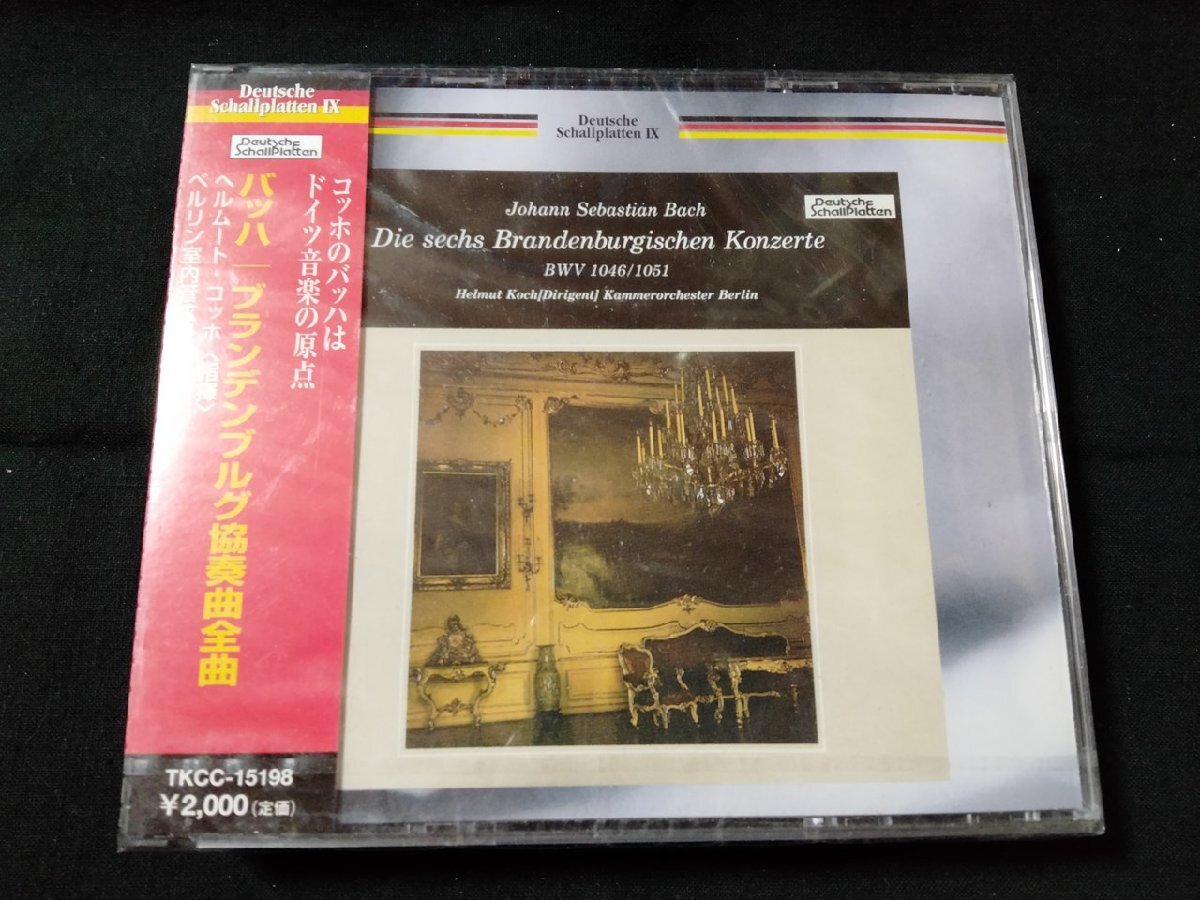 Deutsche
Schallplatten IX
Deutsche
SchallPlatten
コッホのバッハは
ドイツ音楽の原点
バッハ|ブランデンブルグ協奏曲全曲
ヘルムート・コッホ〈指揮〉
ベルリン室内管
TKCC-15198
¥2,000(定価)
Deutsche
Schallplatten IX
Deutsche
SchallPlatten
Johann Sebastian Bach
Die sechs Brandenburgischen Konzerte
BWV 1046/1051
Helmut Koch[Dirigent] Kammerorchester Berlin